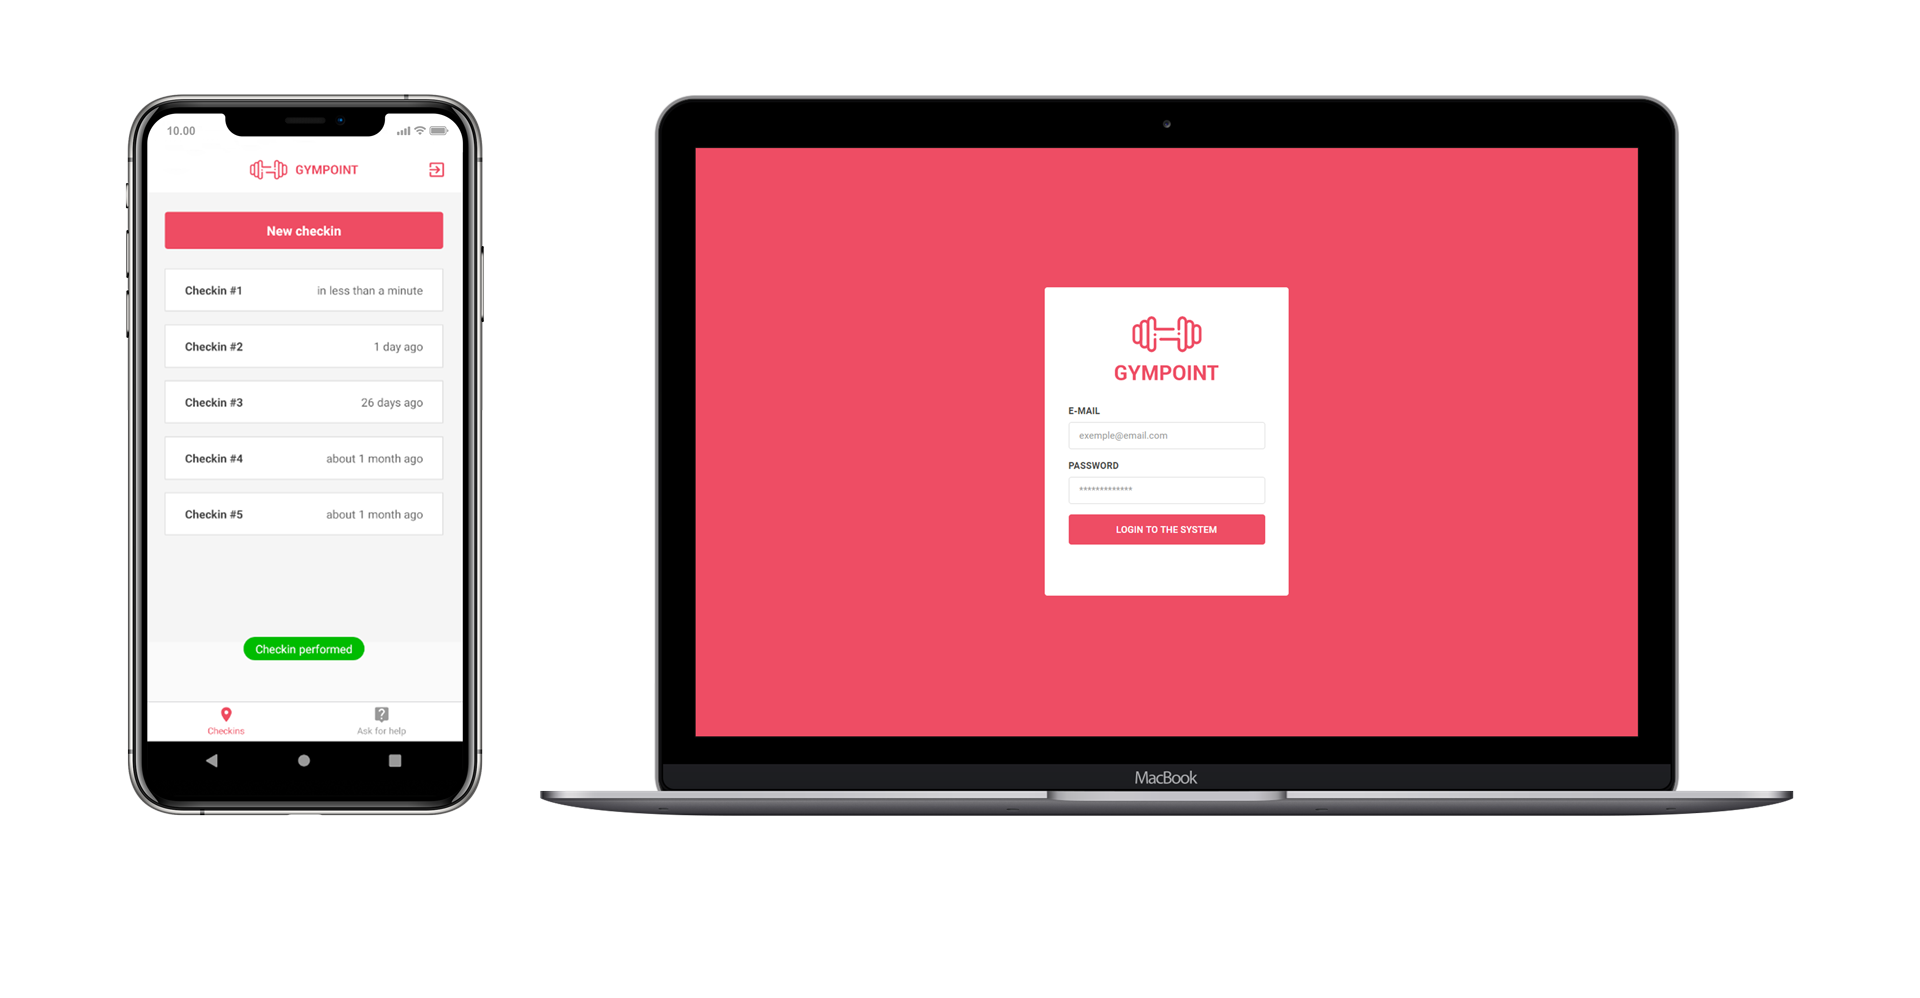 10.00
GYMPOINT
New checkin
Checkin #1 in less than a minute
Checkin #2 1 day ago
Checkin #3 26 days ago
Checkin #4 about 1 month ago
Checkin #5 about 1 month ago
Checkin performed
Checkins
Ask for help
GYMPOINT
E-MAIL
exemple@email.com
PASSWORD
*************
LOGIN TO THE SYSTEM
MacBook